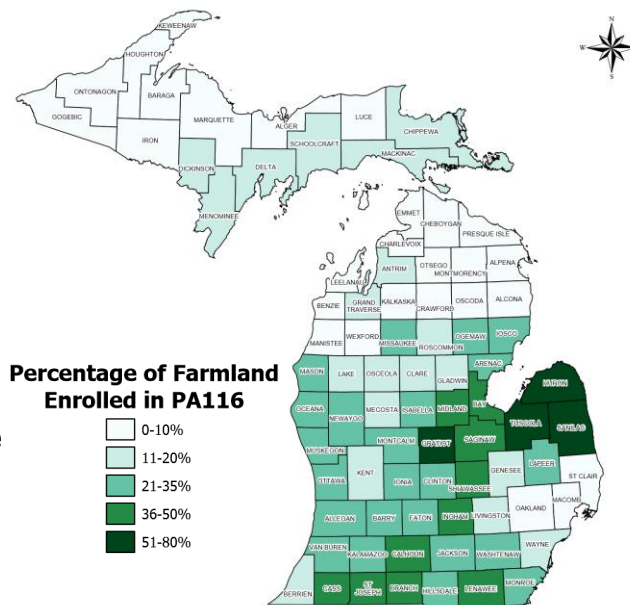 N
W
S
KEWEENAW
HOUGHTON
ONTONAGON
BARAGA
GOGEBIC
MARQUETTE
LUCE
ALGER
CHIPPEWA
IRON
SCHOOLCRAFT
MACKINAC
DICKINSON
DELTA
MENOMINEE
EMMET
CHEBOYGAN
PRESQUE ISLE
CHARLEVOIX
ANTRIM
OTSEGO
MONTMORENCY
ALPENA
LEELANAU
BENZIE
GRAND
TRAVERSE
KALKASKA
CRAWFORD
OSCODA
ALCONA
MANISTEE
WEXFORD
MISSAUKEE
ROSCOMMON
OGEMAW
IOSCO
ARENAC
MASON
LAKE
OSCEOLA
CLARE
GLADWIN
HURON
Percentage of Farmland
Enrolled in PA116
0-10%
11-20%
21-35%
36-50%
51-80%
e
OCEANA
NEWAYGO
MECOSTA
ISABELLA
MIDLAND
BAY
TUSCOLA
SANILAC
MUSKEGON
MONTCALM
GRATIOT
SAGINAW
GENESEE
LAPEER
ST CLAIR
OTTAWA
KENT
IONIA
CLINTON
SHIAWASSEE
OAKLAND
MACOMB
ALLEGAN
BARRY
EATON
INGHAM
LIVINGSTON
WAYNE
VAN BUREN
KALAMAZOO
CALHOUN
JACKSON
WASHTENAW
BERRIEN
CASS
ST
JOSEPH
BRANCH
HILLSDALE
LENAWEE
MONROE